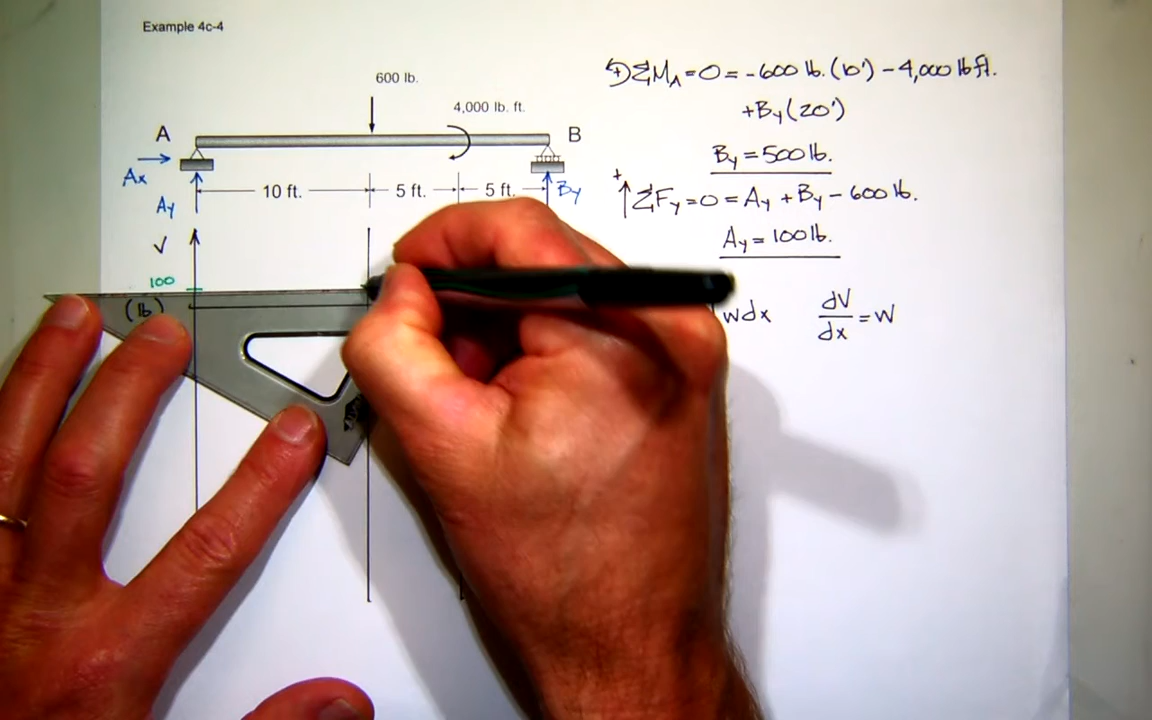 Example 4c-4
600 lb.
4,000 lb. ft.
A
B
Ax
10 ft.
5 ft.
5 ft.
Ay
By
V
100
(lb)
+ΣM_A = 0 = -600 lb. (10') - 4,000 lb ft.
+By (20')
By = 500 lb.
+↑ΣFy = 0 = Ay + By - 600 lb.
Ay = 100 lb.
wdx
dV/dx = w